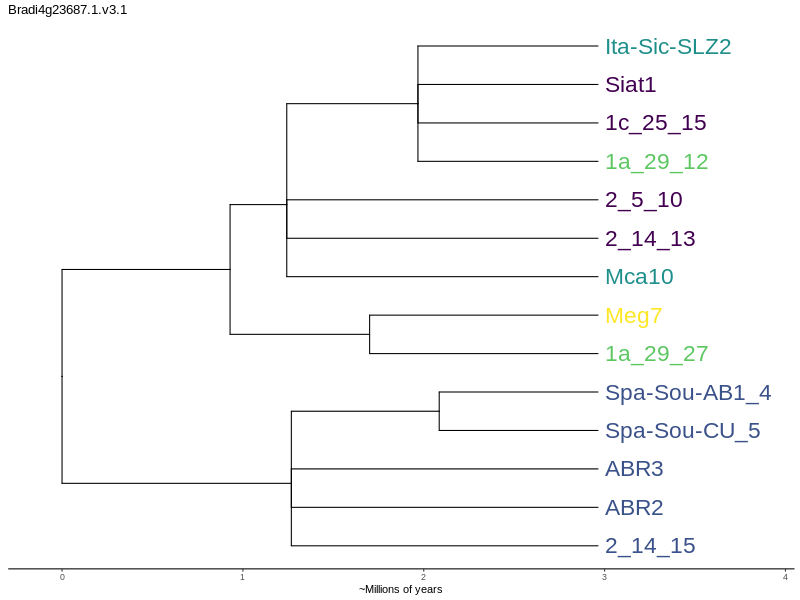 Bradi4g23687.1.v3.1
Ita-Sic-SLZ2
Siat1
1c_25_15
1a_29_12
2_5_10
2_14_13
Mca10
Meg7
1a_29_27
Spa-Sou-AB1_4
Spa-Sou-CU_5
ABR3
ABR2
2_14_15
0 1 2 3 4
~Millions of years